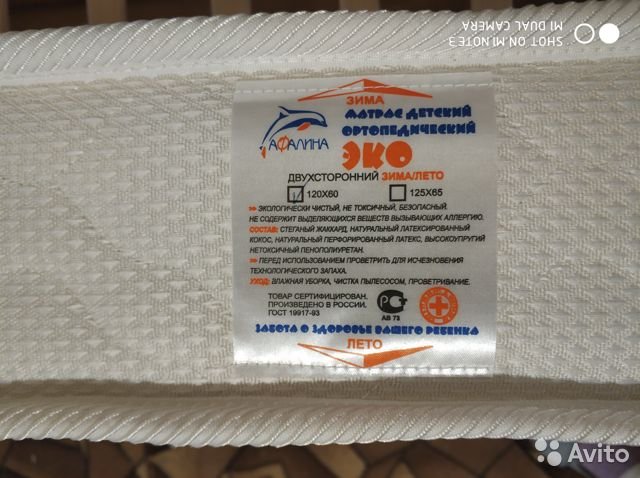 SHOT ON MI NOTE 3
MI DUAL CAMERA
ЗИМА
МАТРАС ДЕТСКИЙ
ОРТОПЕДИЧЕСКИЙ
АФАЛИНА
ЭКО
ДВУХСТОРОННИЙ ЗИМА/ЛЕТО
120Х60 125Х65
>> ЭКОЛОГИЧЕСКИ ЧИСТЫЙ, НЕ ТОКСИЧНЫЙ, БЕЗОПАСНЫЙ.
НЕ СОДЕРЖИТ ВЫДЕЛЯЮЩИХСЯ ВЕЩЕСТВ ВЫЗЫВАЮЩИХ АЛЛЕРГИЮ.
СОСТАВ: СТЕГАНЫЙ ЖАККАРД, НАТУРАЛЬНЫЙ ЛАТЕКСИРОВАННЫЙ
КОКОС, НАТУРАЛЬНЫЙ ПЕРФОРИРОВАННЫЙ ЛАТЕКС, ВЫСОКОУПРУГИЙ
НЕТОКСИЧНЫЙ ПЕНОПОЛИУРЕТАН.
>> ПЕРЕД ИСПОЛЬЗОВАНИЕМ ПРОВЕТРИТЬ ДЛЯ ИСЧЕЗНОВЕНИЯ
ТЕХНОЛОГИЧЕСКОГО ЗАПАХА.
УХОД: ВЛАЖНАЯ УБОРКА, ЧИСТКА ПЫЛЕСОСОМ, ПРОВЕТРИВАНИЕ.
ТОВАР СЕРТИФИЦИРОВАН.
ПРОИЗВЕДЕНО В РОССИИ.
ГОСТ 19917-93
АВ 73
ЗАБОТА О ЗДОРОВЬЕ ВАШЕГО РЕБЕНКА
ЛЕТО
Avito